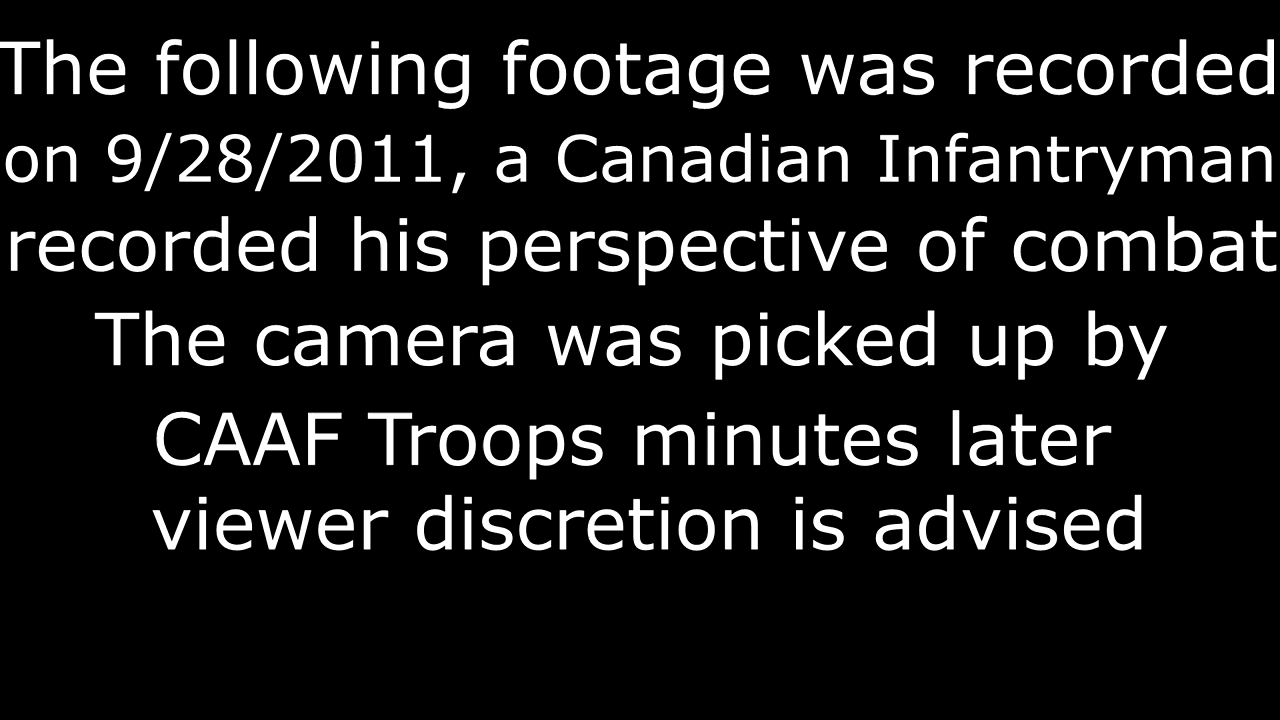 The following footage was recorded
on 9/28/2011, a Canadian Infantryman
recorded his perspective of combat
The camera was picked up by
CAAF Troops minutes later
viewer discretion is advised